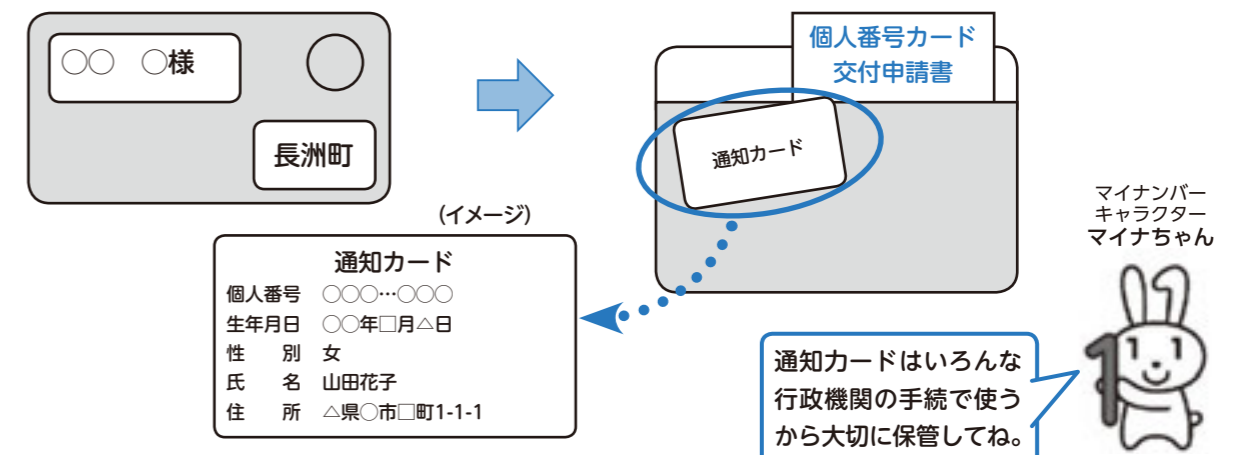 ○○ ○様
長洲町
個人番号カード
交付申請書
通知カード
(イメージ)
通知カード
個人番号 ○○○…○○○
生年月日 ○○年□月△日
性 別 女
氏 名 山田花子
住 所 △県○市□町1-1-1
マイナンバー
キャラクター
マイナちゃん
1
通知カードはいろんな
行政機関の手続で使う
から大切に保管してね。